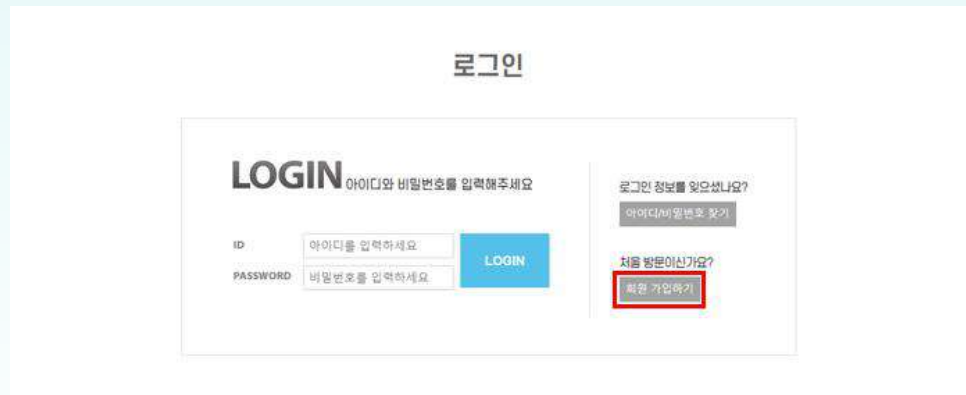 로그인
LOGIN 아이디와 비밀번호를 입력해주세요
ID 아이디를 입력하세요
PASSWORD 비밀번호를 입력하세요
LOGIN
로그인 정보를 잊으셨나요?
아이디/비밀번호 찾기
처음 방문이신가요?
회원 가입하기